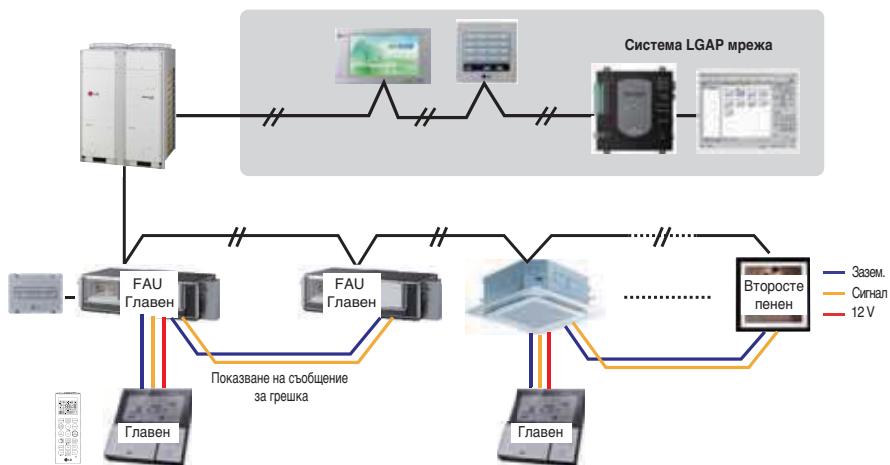 Система LGAP мрежа
FAU
Главен
FAU
Главен
Второсте
пенен
Зазем.
Сигнал
12 V
Показване на съобщение
за грешка
Главен
Главен
LG